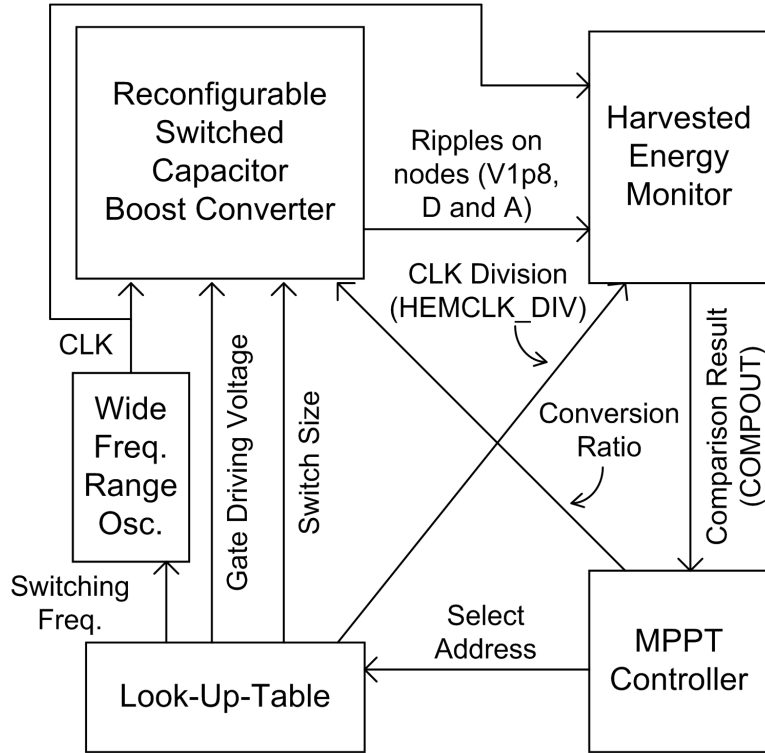 Reconfigurable
Switched
Capacitor
Boost Converter
Ripples on
nodes (V1p8,
D and A)
Harvested
Energy
Monitor
CLK Division
(HEMCLK_DIV)
CLK
Wide
Freq.
Range
Osc.
Gate Driving Voltage
Switch Size
Conversion
Ratio
Comparison Result
(COMPOUT)
Switching
Freq.
Look-Up-Table
Select
Address
MPPT
Controller